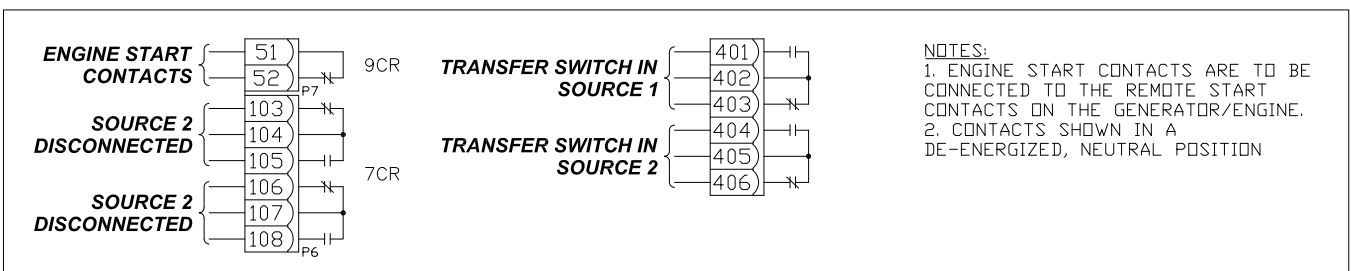 ENGINE START
CONTACTS
51
52
P7
9CR
SOURCE 2
DISCONNECTED
103
104
105
7CR
SOURCE 2
DISCONNECTED
106
107
108
P6
TRANSFER SWITCH IN
SOURCE 1
401
402
403
TRANSFER SWITCH IN
SOURCE 2
404
405
406
NOTES:
1. ENGINE START CONTACTS ARE TO BE
CONNECTED TO THE REMOTE START
CONTACTS ON THE GENERATOR/ENGINE.
2. CONTACTS SHOWN IN A
DE-ENERGIZED, NEUTRAL POSITION